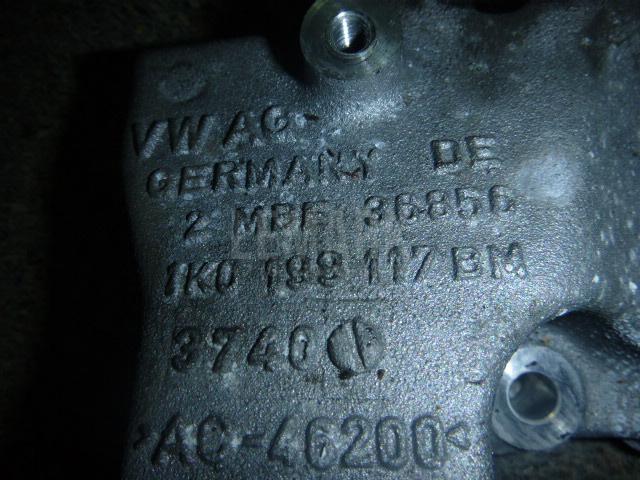 VW AG
GERMANY DE
2 MBE 36856
1K0 199 117 BM
3740
>AC-46200<